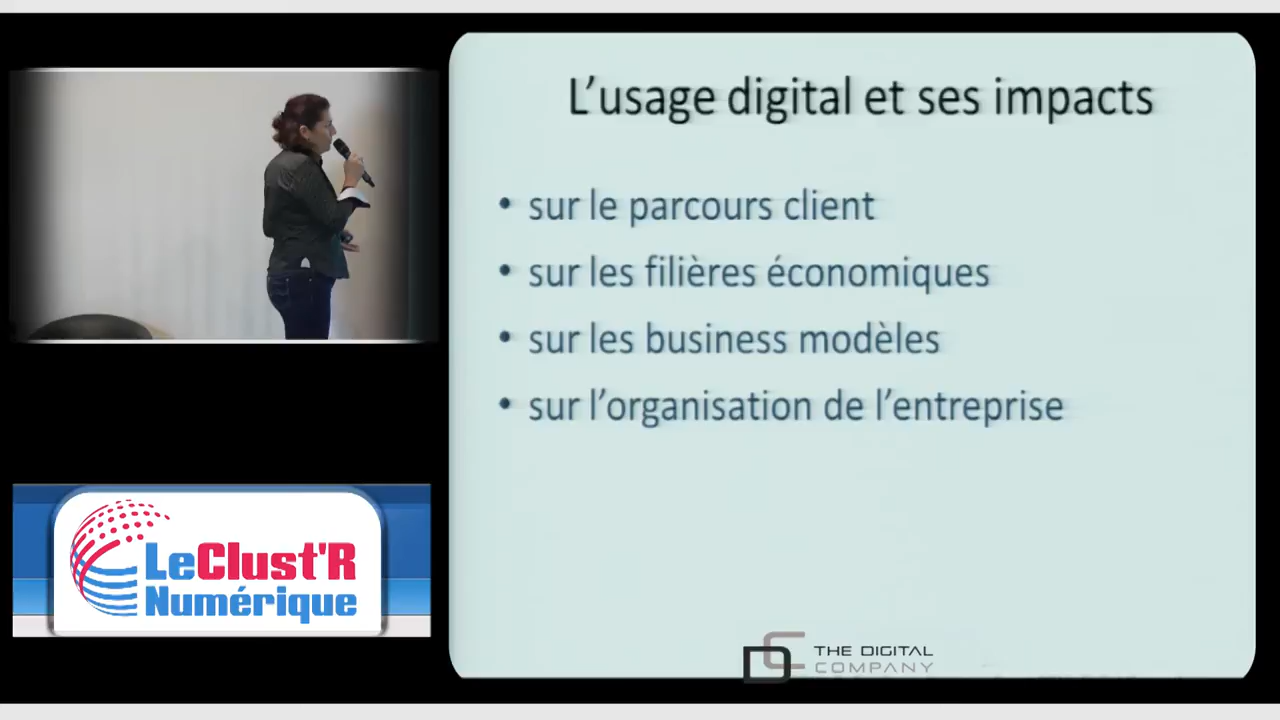 L'usage digital et ses impacts
• sur le parcours client
• sur les filières économiques
• sur les business modèles
• sur l'organisation de l'entreprise
LeClust'R
Numérique
DC
THE DIGITAL
COMPANY